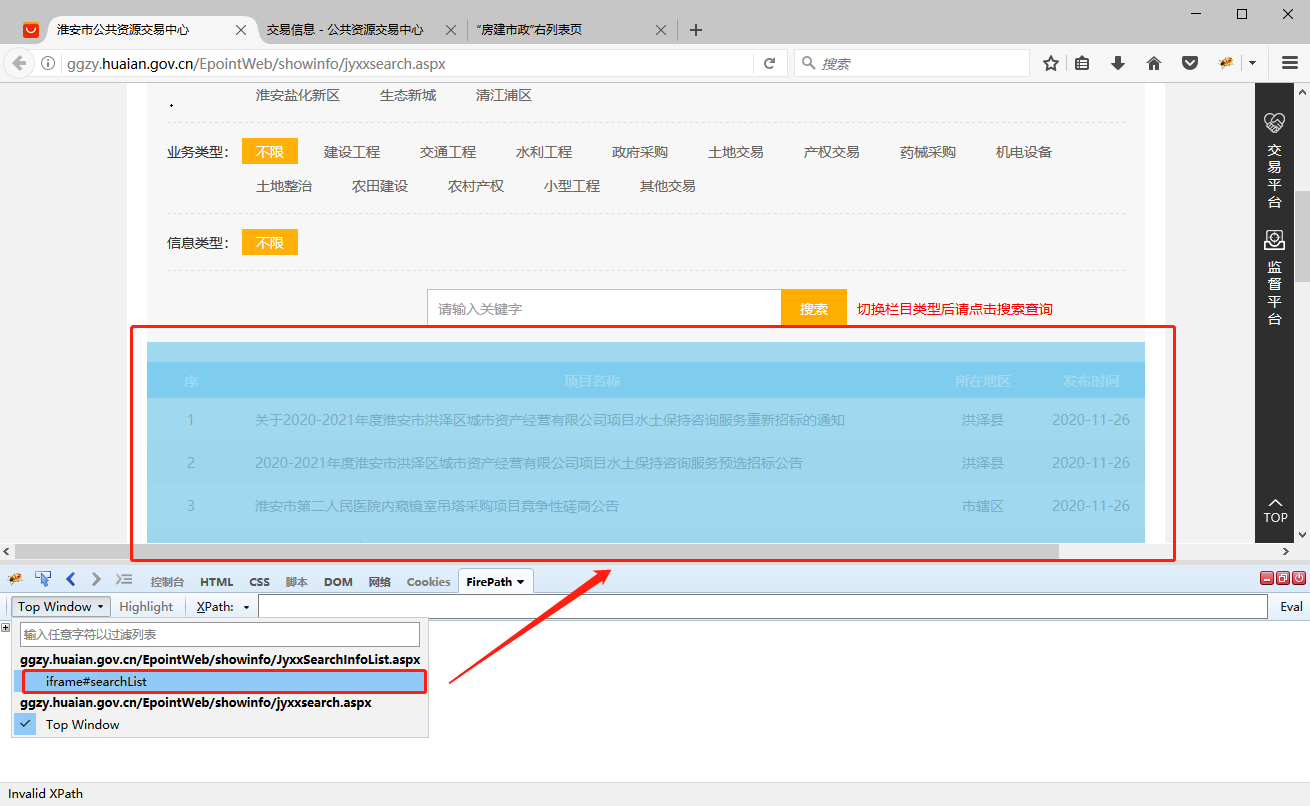 淮安市公共资源交易中心
交易信息 - 公共资源交易中心
“房建市政”右列表页
ggzy.huaian.gov.cn/EpointWeb/showinfo/jyxxsearch.aspx
搜索
淮安盐化新区 生态新城 清江浦区
业务类型： 不限 建设工程 交通工程 水利工程 政府采购 土地交易 产权交易 药械采购 机电设备
土地整治 农田建设 农村产权 小型工程 其他交易
信息类型： 不限
请输入关键字 搜索 切换栏目类型后请点击搜索查询
序 项目名称 所在地区 发布时间
1 关于2020-2021年度淮安市洪泽区城市资产经营有限公司项目水土保持咨询服务重新招标的通知 洪泽县 2020-11-26
2 2020-2021年度淮安市洪泽区城市资产经营有限公司项目水土保持咨询服务预选招标公告 洪泽县 2020-11-26
3 淮安市第二人民医院内窥镜室吊塔采购项目竞争性磋商公告 市辖区 2020-11-26
交易平台
监督平台
TOP
控制台 HTML CSS 脚本 DOM 网络 Cookies FirePath
Top Window Highlight XPath: Eval
输入任意字符以过滤列表
ggzy.huaian.gov.cn/EpointWeb/showinfo/JyxxSearchInfoList.aspx
iframe#searchList
ggzy.huaian.gov.cn/EpointWeb/showinfo/jyxxsearch.aspx
Top Window
Invalid XPath